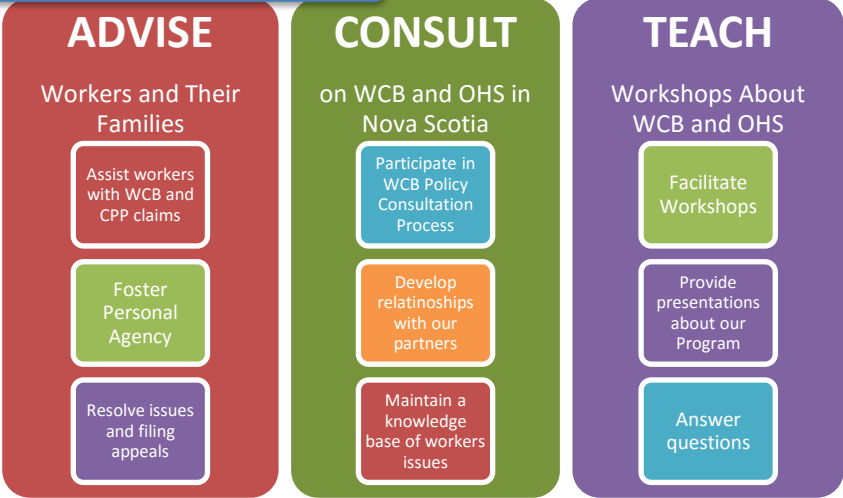 ADVISE
Workers and Their
Families
Assist workers
with WCB and
CPP claims
Foster
Personal
Agency
Resolve issues
and filing
appeals
CONSULT
on WCB and OHS in
Nova Scotia
Participate in
WCB Policy
Consultation
Process
Develop
relatinoships
with our
partners
Maintain a
knowledge
base of workers
issues
TEACH
Workshops About
WCB and OHS
Facilitate
Workshops
Provide
presentations
about our
Program
Answer
questions